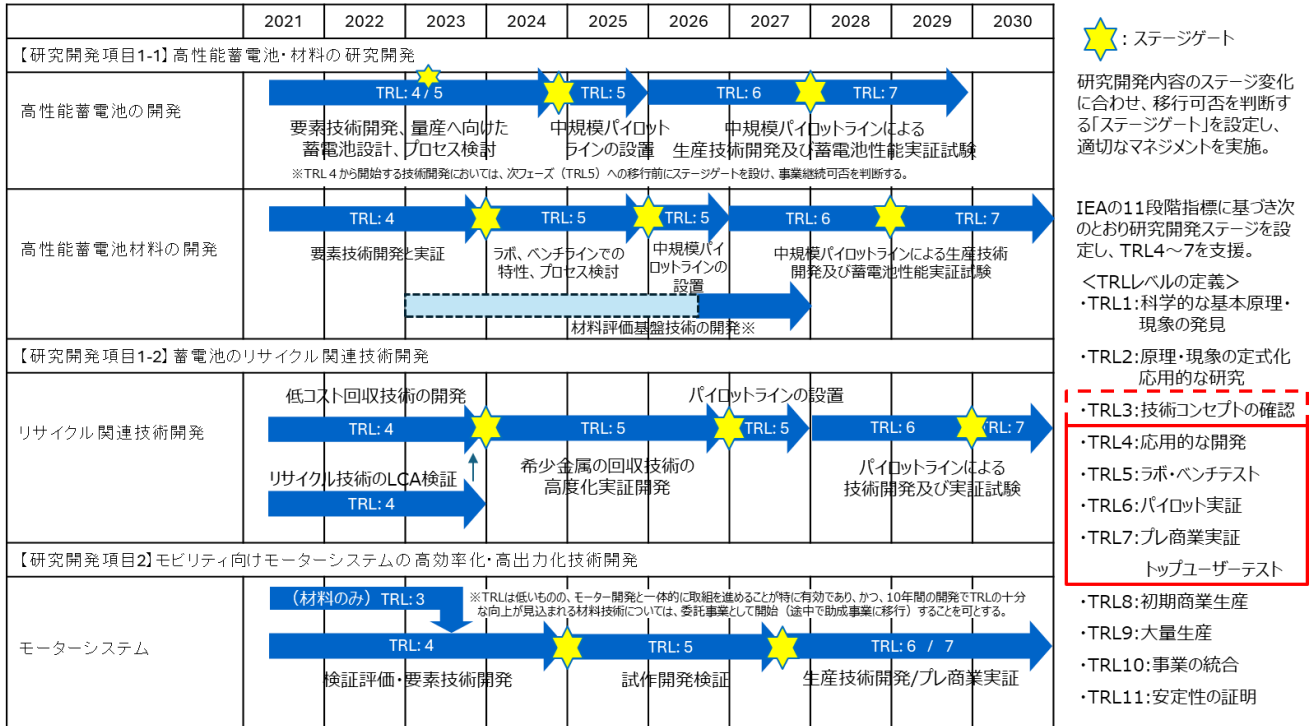 2021 2022 2023 2024 2025 2026 2027 2028 2029 2030
【研究開発項目1-1】高性能蓄電池・材料の研究開発
高性能蓄電池の開発
TRL: 4 / 5
TRL: 5
TRL: 6
TRL: 7
要素技術開発、量産へ向けた
蓄電池設計、プロセス検討
中規模パイロット
ラインの設置
中規模パイロットラインによる
生産技術開発及び蓄電池性能実証試験
※TRL４から開始する技術開発においては、次フェーズ（TRL5）への移行前にステージゲートを設け、事業継続可否を判断する。
高性能蓄電池材料の開発
TRL: 4
TRL: 5
TRL: 5
TRL: 6
TRL: 7
要素技術開発と実証
ラボ、ベンチラインでの
特性、プロセス検討
中規模パイ
ロットラインの
設置
中規模パイロットラインによる生産技術
開発及び蓄電池性能実証試験
材料評価基盤技術の開発※
【研究開発項目1-2】蓄電池のリサイクル関連技術開発
リサイクル関連技術開発
低コスト回収技術の開発
パイロットラインの設置
TRL: 4
TRL: 5
TRL: 5
TRL: 6
TRL: 7
リサイクル技術のLCA検証
TRL: 4
希少金属の回収技術の
高度化実証開発
パイロットラインによる
技術開発及び実証試験
【研究開発項目2】モビリティ向けモーターシステムの高効率化・高出力化技術開発
モーターシステム
（材料のみ）TRL: 3
※TRLは低いものの、モーター開発と一体的に取組を進めることが特に有効であり、かつ、10年間の開発でTRLの十分
な向上が見込まれる材料技術については、委託事業として開始（途中で助成事業に移行）することを可とする。
TRL: 4
TRL: 5
TRL: 6 / 7
検証評価・要素技術開発
試作開発検証
生産技術開発/プレ商業実証
：ステージゲート
研究開発内容のステージ変化
に合わせ、移行可否を判断す
る「ステージゲート」を設定し、
適切なマネジメントを実施。
IEAの11段階指標に基づき次
のとおり研究開発ステージを設
定し、TRL4～7を支援。
＜TRLレベルの定義＞
・TRL1:科学的な基本原理・
現象の発見
・TRL2:原理・現象の定式化
応用的な研究
・TRL3:技術コンセプトの確認
・TRL4:応用的な開発
・TRL5:ラボ・ベンチテスト
・TRL6:パイロット実証
・TRL7:プレ商業実証
トップユーザーテスト
・TRL8:初期商業生産
・TRL9:大量生産
・TRL10:事業の統合
・TRL11:安定性の証明